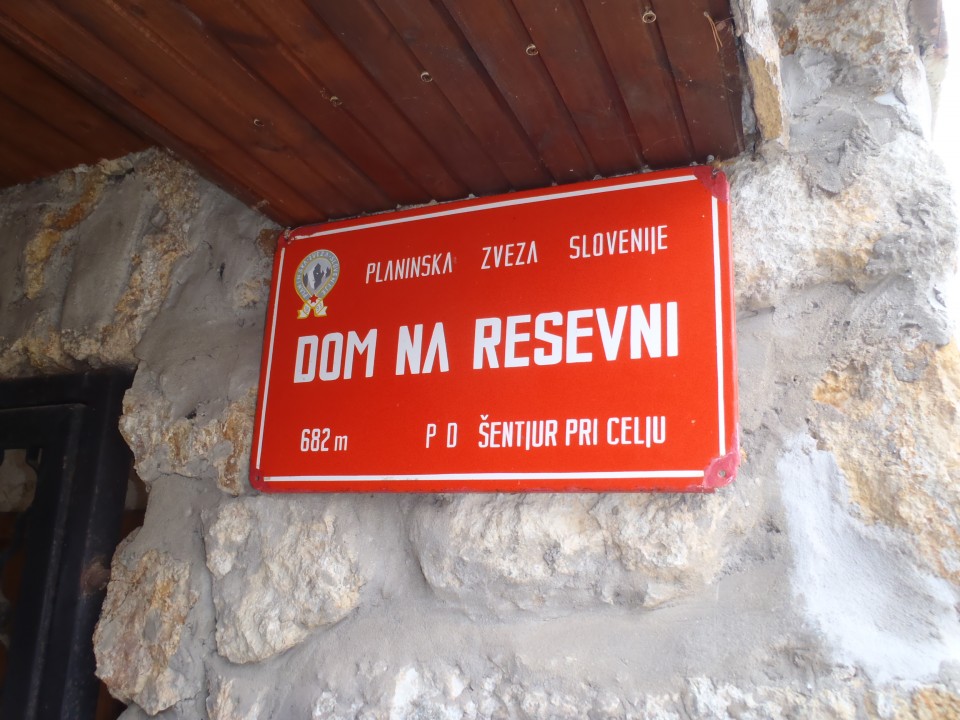 PLANINSKA ZVEZA SLOVENIJE
DOM NA RESEVNI
682 m P D ŠENTJUR PRI CELJU